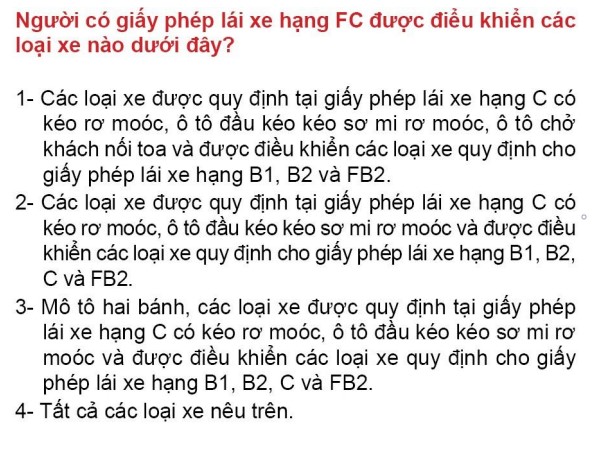 Người có giấy phép lái xe hạng FC được điều khiển các
loại xe nào dưới đây?
1- Các loại xe được quy định tại giấy phép lái xe hạng C có
kéo rơ moóc, ô tô đầu kéo kéo sơ mi rơ moóc, ô tô chở
khách nối toa và được điều khiển các loại xe quy định cho
giấy phép lái xe hạng B1, B2 và FB2.
2- Các loại xe được quy định tại giấy phép lái xe hạng C có
kéo rơ moóc, ô tô đầu kéo kéo sơ mi rơ moóc và được điều
khiển các loại xe quy định cho giấy phép lái xe hạng B1, B2,
C và FB2.
3- Mô tô hai bánh, các loại xe được quy định tại giấy phép
lái xe hạng C có kéo rơ moóc, ô tô đầu kéo kéo sơ mi rơ
moóc và được điều khiển các loại xe quy định cho giấy
phép lái xe hạng B1, B2, C và FB2.
4- Tất cả các loại xe nêu trên.